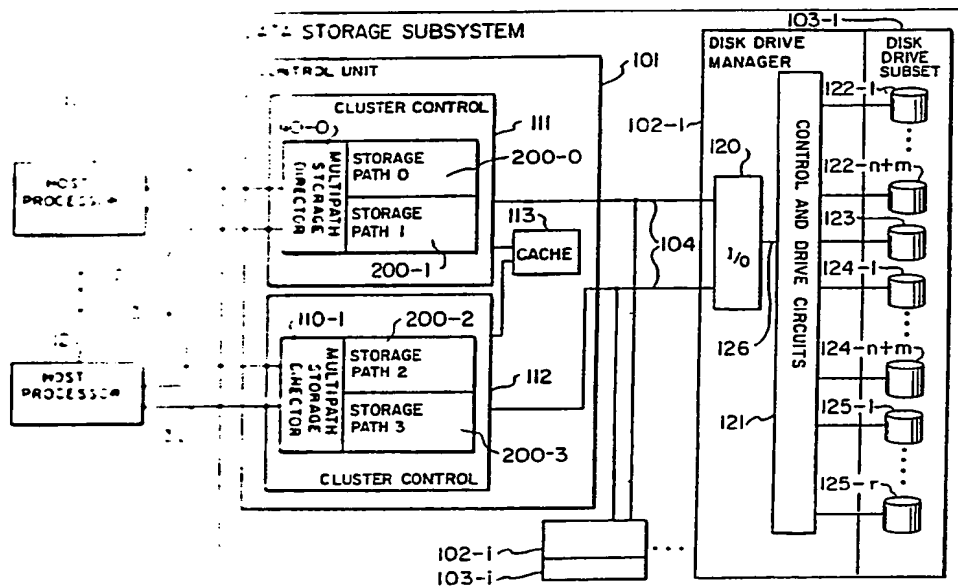 STORAGE SUBSYSTEM
103-1
DISK DRIVE MANAGER
DISK DRIVE SUBSET
101
UNIT
CLUSTER CONTROL
111
102-1
122-1
MULTIPATH STORAGE
STORAGE PATH 0
200-0
120
122-n+m
PROCESSOR
STORAGE PATH 1
113
CACHE
104
I/O
CONTROL AND DRIVE CIRCUITS
123
200-1
124-1
110-1
200-2
126
MULTIPATH STORAGE
STORAGE PATH 2
112
124-n+m
STORAGE PATH 3
121
125-1
200-3
CLUSTER CONTROL
125-r
102-i
103-i